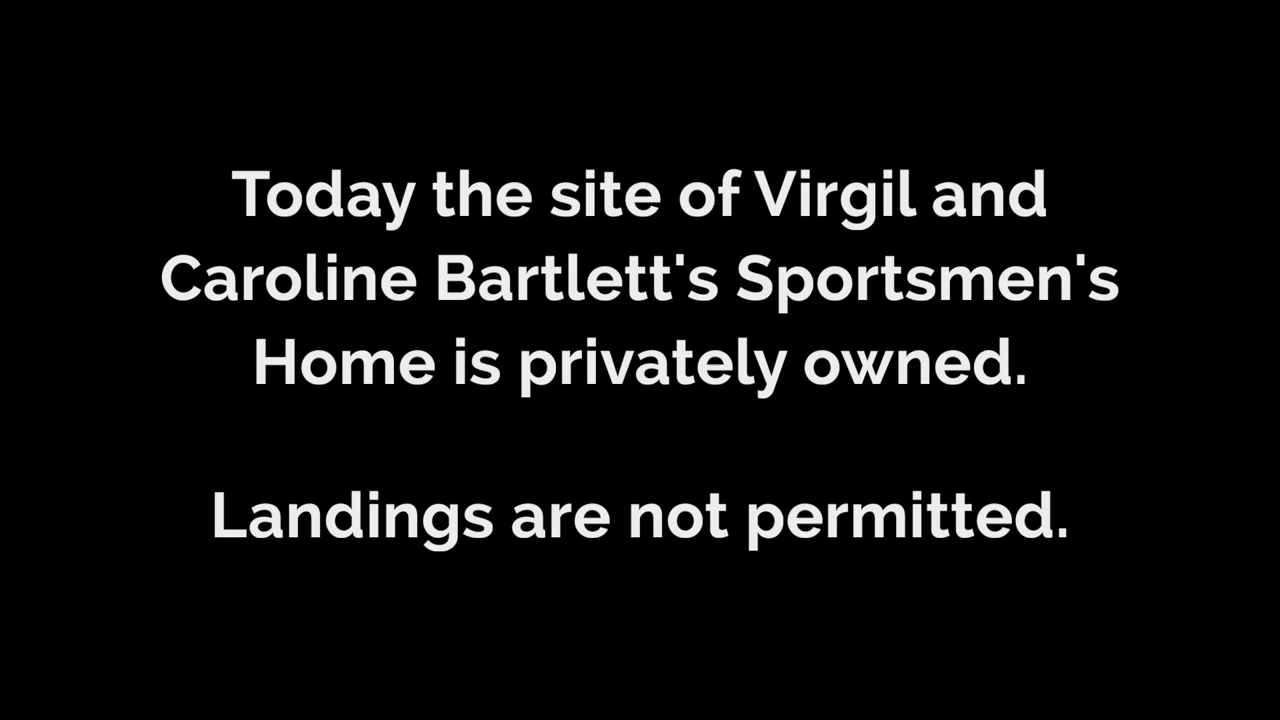 Today the site of Virgil and
Caroline Bartlett's Sportsmen's
Home is privately owned.
Landings are not permitted.